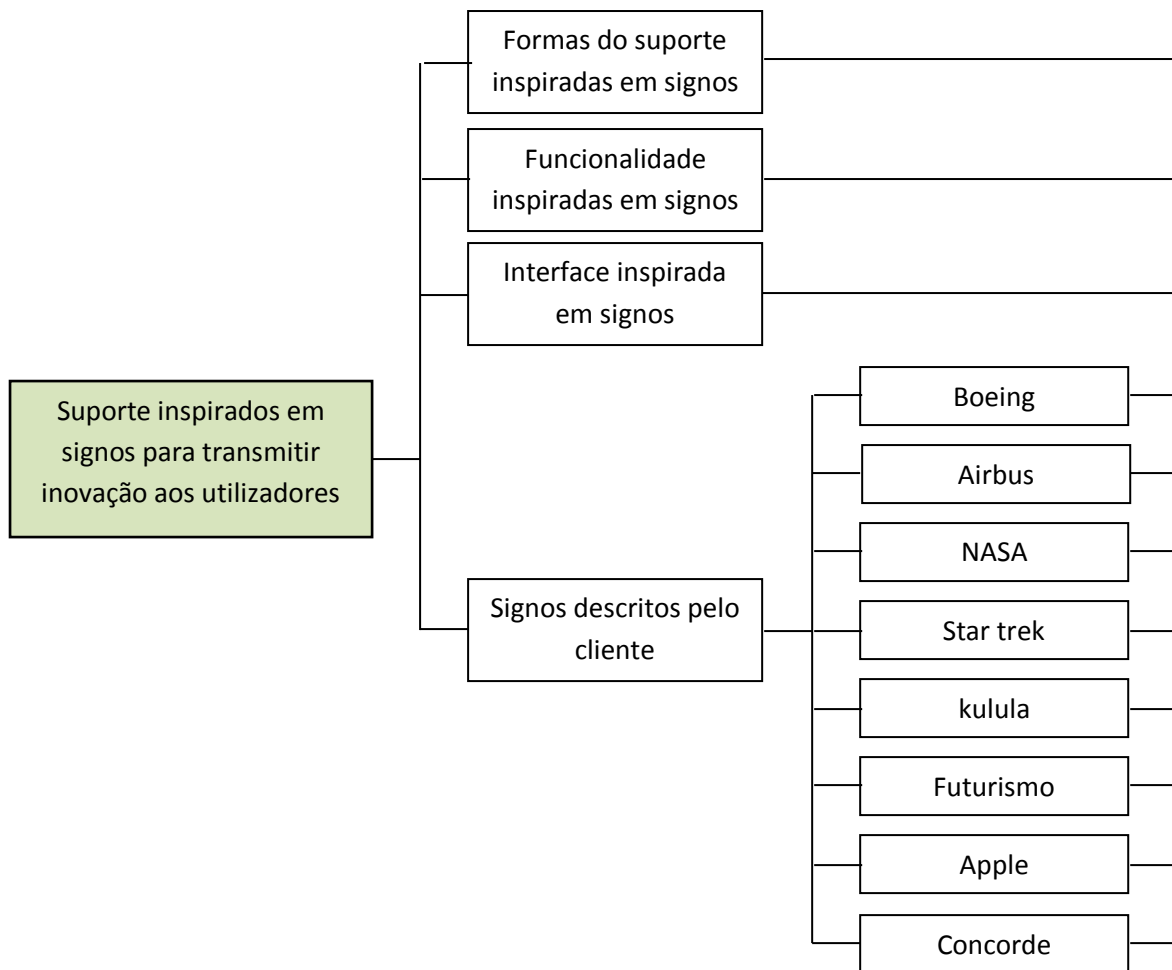 Formas do suporte
inspiradas em signos
Funcionalidade
inspiradas em signos
Interface inspirada
em signos
Suporte inspirados em
signos para transmitir
inovação aos utilizadores
Signos descritos pelo
cliente
Boeing
Airbus
NASA
Star trek
kulula
Futurismo
Apple
Concorde